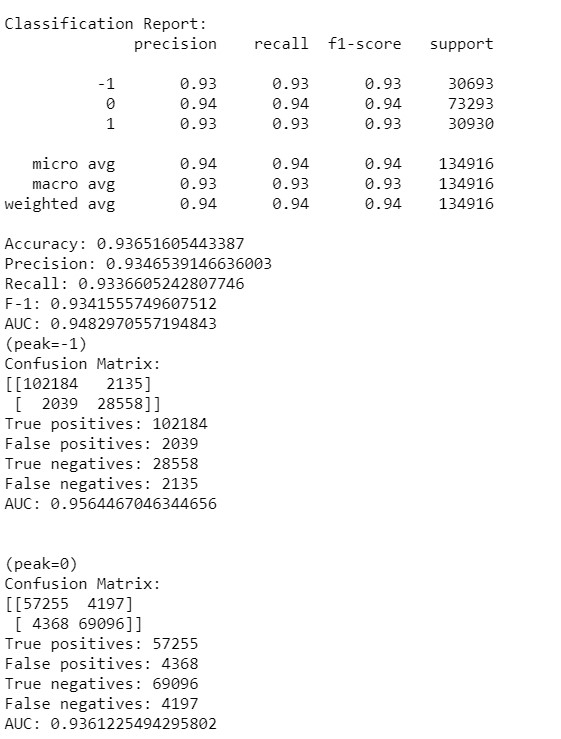 Classification Report:
precision recall f1-score support
-1 0.93 0.93 0.93 30693
0 0.94 0.94 0.94 73293
1 0.93 0.93 0.93 30930
micro avg 0.94 0.94 0.94 134916
macro avg 0.93 0.93 0.93 134916
weighted avg 0.94 0.94 0.94 134916
Accuracy: 0.93651605443387
Precision: 0.9346539146636003
Recall: 0.9336605242807746
F-1: 0.9341555749607512
AUC: 0.9482970557194843
(peak=-1)
Confusion Matrix:
[[102184 2135]
[ 2039 28558]]
True positives: 102184
False positives: 2039
True negatives: 28558
False negatives: 2135
AUC: 0.9564467046344656
(peak=0)
Confusion Matrix:
[[57255 4197]
[ 4368 69096]]
True positives: 57255
False positives: 4368
True negatives: 69096
False negatives: 4197
AUC: 0.9361225494295802